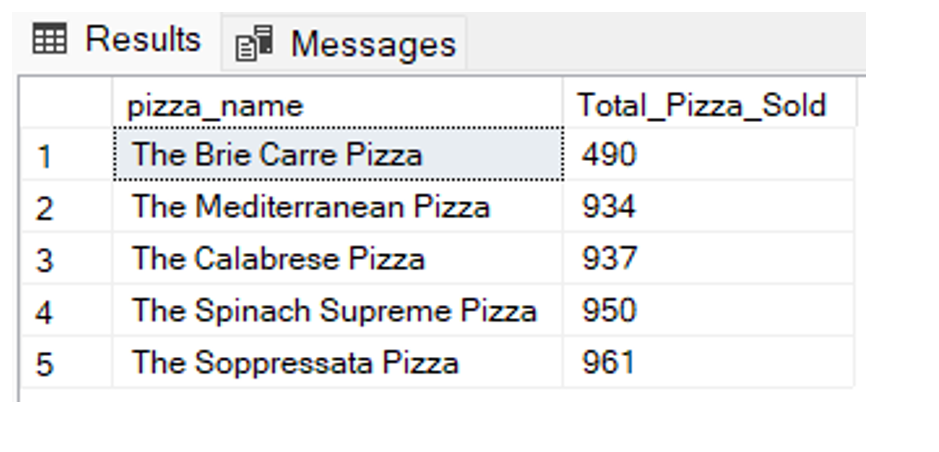 Results Messages
pizza_name Total_Pizza_Sold
1 The Brie Carre Pizza 490
2 The Mediterranean Pizza 934
3 The Calabrese Pizza 937
4 The Spinach Supreme Pizza 950
5 The Soppressata Pizza 961